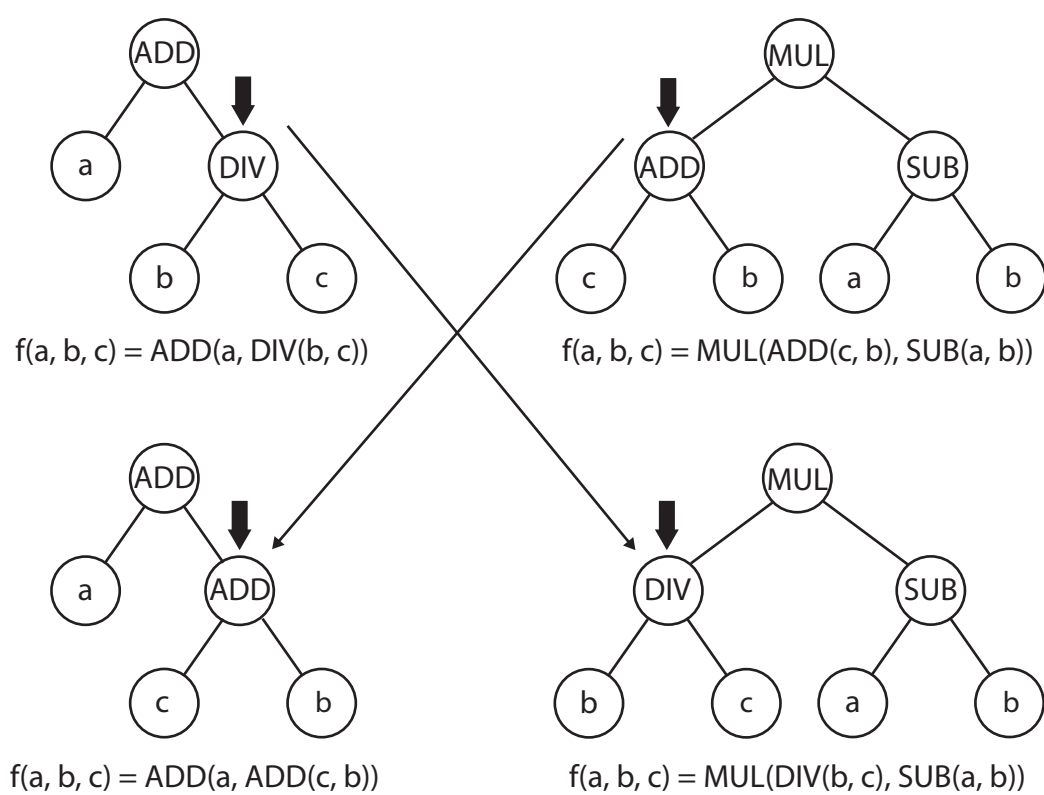 ADD
MUL
a
DIV
ADD
SUB
b
c
c
b
a
b
f(a, b, c) = ADD(a, DIV(b, c))
f(a, b, c) = MUL(ADD(c, b), SUB(a, b))
ADD
MUL
a
ADD
DIV
SUB
c
b
b
c
a
b
f(a, b, c) = ADD(a, ADD(c, b))
f(a, b, c) = MUL(DIV(b, c), SUB(a, b))